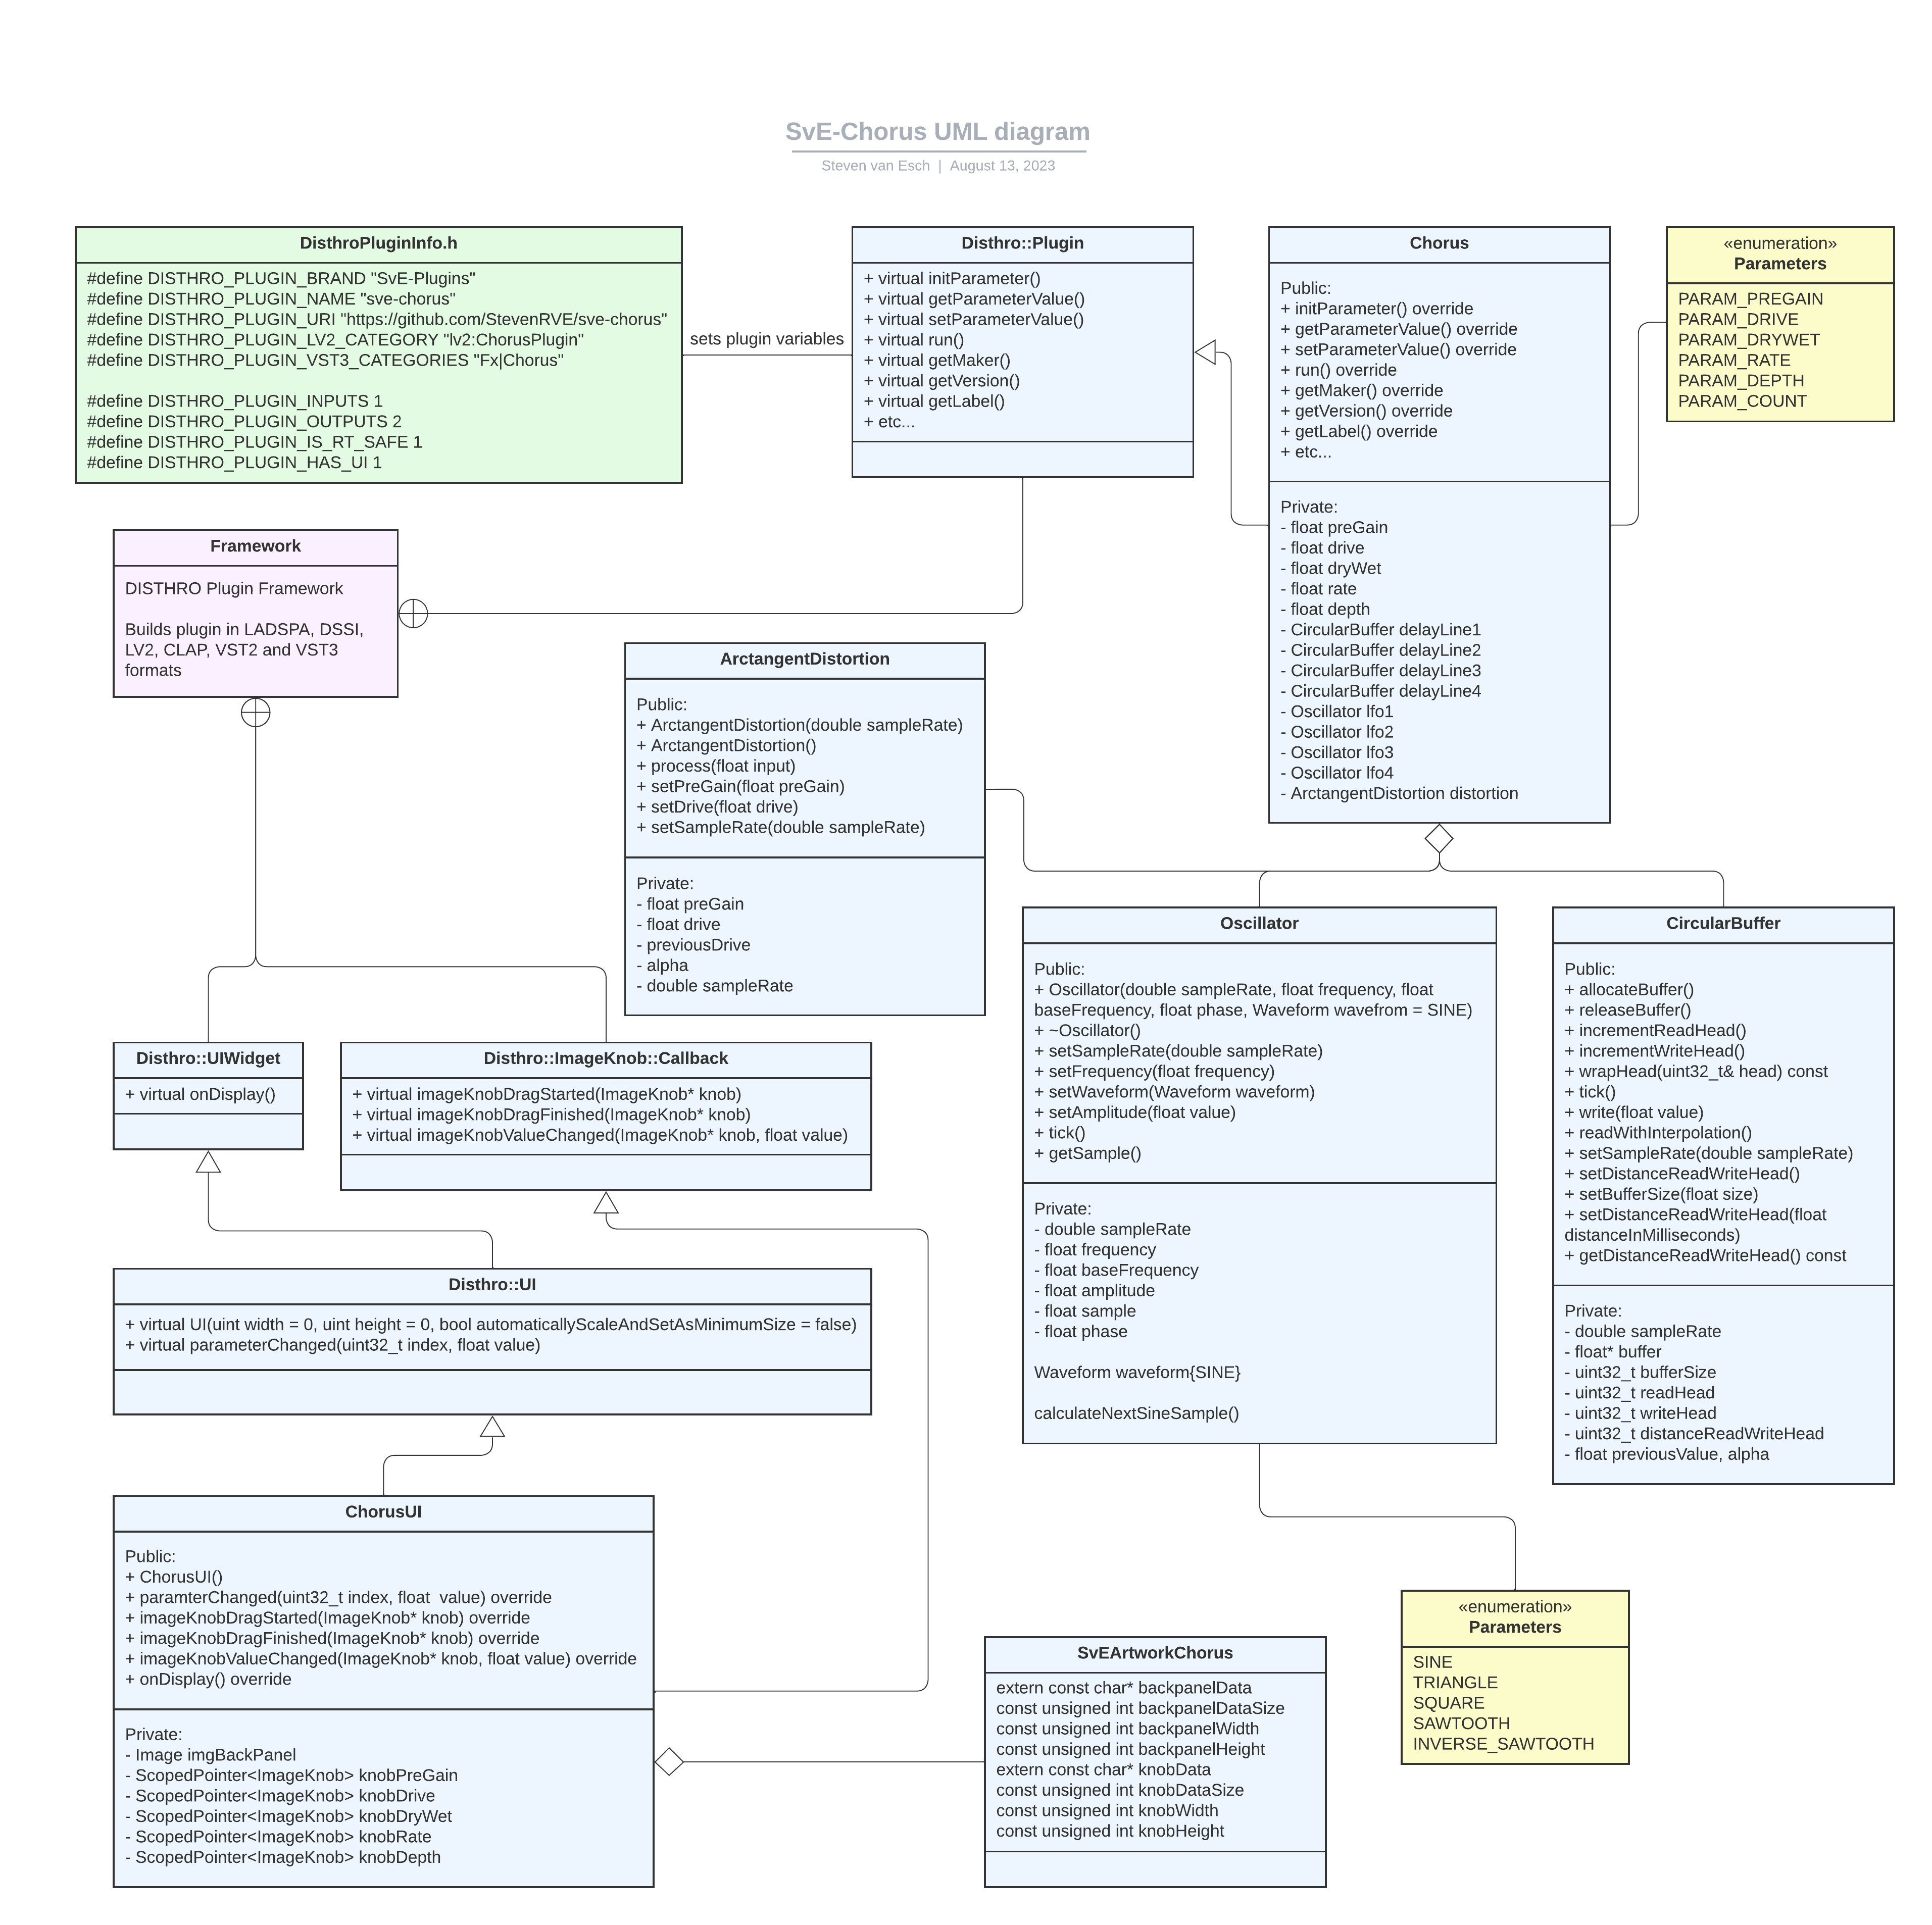 SvE-Chorus UML diagram
Steven van Esch | August 13, 2023
DisthroPluginInfo.h
#define DISTHRO_PLUGIN_BRAND "SvE-Plugins"
#define DISTHRO_PLUGIN_NAME "sve-chorus"
#define DISTHRO_PLUGIN_URI "https://github.com/StevenRVE/sve-chorus"
#define DISTHRO_PLUGIN_LV2_CATEGORY "lv2:ChorusPlugin"
#define DISTHRO_PLUGIN_VST3_CATEGORIES "Fx|Chorus"
#define DISTHRO_PLUGIN_INPUTS 1
#define DISTHRO_PLUGIN_OUTPUTS 2
#define DISTHRO_PLUGIN_IS_RT_SAFE 1
#define DISTHRO_PLUGIN_HAS_UI 1
sets plugin variables
Disthro::Plugin
+ virtual initParameter()
+ virtual getParameterValue()
+ virtual setParameterValue()
+ virtual run()
+ virtual getMaker()
+ virtual getVersion()
+ virtual getLabel()
+ etc...
Chorus
Public:
+ initParameter() override
+ getParameterValue() override
+ setParameterValue() override
+ run() override
+ getMaker() override
+ getVersion() override
+ getLabel() override
+ etc...
Private:
- float preGain
- float drive
- float dryWet
- float rate
- float depth
- CircularBuffer delayLine1
- CircularBuffer delayLine2
- CircularBuffer delayLine3
- CircularBuffer delayLine4
- Oscillator lfo1
- Oscillator lfo2
- Oscillator lfo3
- Oscillator lfo4
- ArctangentDistortion distortion
«enumeration»
Parameters
PARAM_PREGAIN
PARAM_DRIVE
PARAM_DRYWET
PARAM_RATE
PARAM_DEPTH
PARAM_COUNT
Framework
DISTHRO Plugin Framework
Builds plugin in LADSPA, DSSI,
LV2, CLAP, VST2 and VST3
formats
ArctangentDistortion
Public:
+ ArctangentDistortion(double sampleRate)
+ ArctangentDistortion()
+ process(float input)
+ setPreGain(float preGain)
+ setDrive(float drive)
+ setSampleRate(double sampleRate)
Private:
- float preGain
- float drive
- previousDrive
- alpha
- double sampleRate
Oscillator
Public:
+ Oscillator(double sampleRate, float frequency, float
baseFrequency, float phase, Waveform wavefrom = SINE)
+ ~Oscillator()
+ setSampleRate(double sampleRate)
+ setFrequency(float frequency)
+ setWaveform(Waveform waveform)
+ setAmplitude(float value)
+ tick()
+ getSample()
Private:
- double sampleRate
- float frequency
- float baseFrequency
- float amplitude
- float sample
- float phase
Waveform waveform{SINE}
calculateNextSineSample()
CircularBuffer
Public:
+ allocateBuffer()
+ releaseBuffer()
+ incrementReadHead()
+ incrementWriteHead()
+ wrapHead(uint32_t& head) const
+ tick()
+ write(float value)
+ readWithInterpolation()
+ setSampleRate(double sampleRate)
+ setDistanceReadWriteHead()
+ setBufferSize(float size)
+ setDistanceReadWriteHead(float
distanceInMilliseconds)
+ getDistanceReadWriteHead() const
Private:
- double sampleRate
- float* buffer
- uint32_t bufferSize
- uint32_t readHead
- uint32_t writeHead
- uint32_t distanceReadWriteHead
- float previousValue, alpha
Disthro::UIWidget
+ virtual onDisplay()
Disthro::ImageKnob::Callback
+ virtual imageKnobDragStarted(ImageKnob* knob)
+ virtual imageKnobDragFinished(ImageKnob* knob)
+ virtual imageKnobValueChanged(ImageKnob* knob, float value)
Disthro::UI
+ virtual UI(uint width = 0, uint height = 0, bool automaticallyScaleAndSetAsMinimumSize = false)
+ virtual parameterChanged(uint32_t index, float value)
ChorusUI
Public:
+ ChorusUI()
+ paramterChanged(uint32_t index, float  value) override
+ imageKnobDragStarted(ImageKnob* knob) override
+ imageKnobDragFinished(ImageKnob* knob) override
+ imageKnobValueChanged(ImageKnob* knob, float value) override
+ onDisplay() override
Private:
- Image imgBackPanel
- ScopedPointer<ImageKnob> knobPreGain
- ScopedPointer<ImageKnob> knobDrive
- ScopedPointer<ImageKnob> knobDryWet
- ScopedPointer<ImageKnob> knobRate
- ScopedPointer<ImageKnob> knobDepth
SvEArtworkChorus
extern const char* backpanelData
const unsigned int backpanelDataSize
const unsigned int backpanelWidth
const unsigned int backpanelHeight
extern const char* knobData
const unsigned int knobDataSize
const unsigned int knobWidth
const unsigned int knobHeight
«enumeration»
Parameters
SINE
TRIANGLE
SQUARE
SAWTOOTH
INVERSE_SAWTOOTH